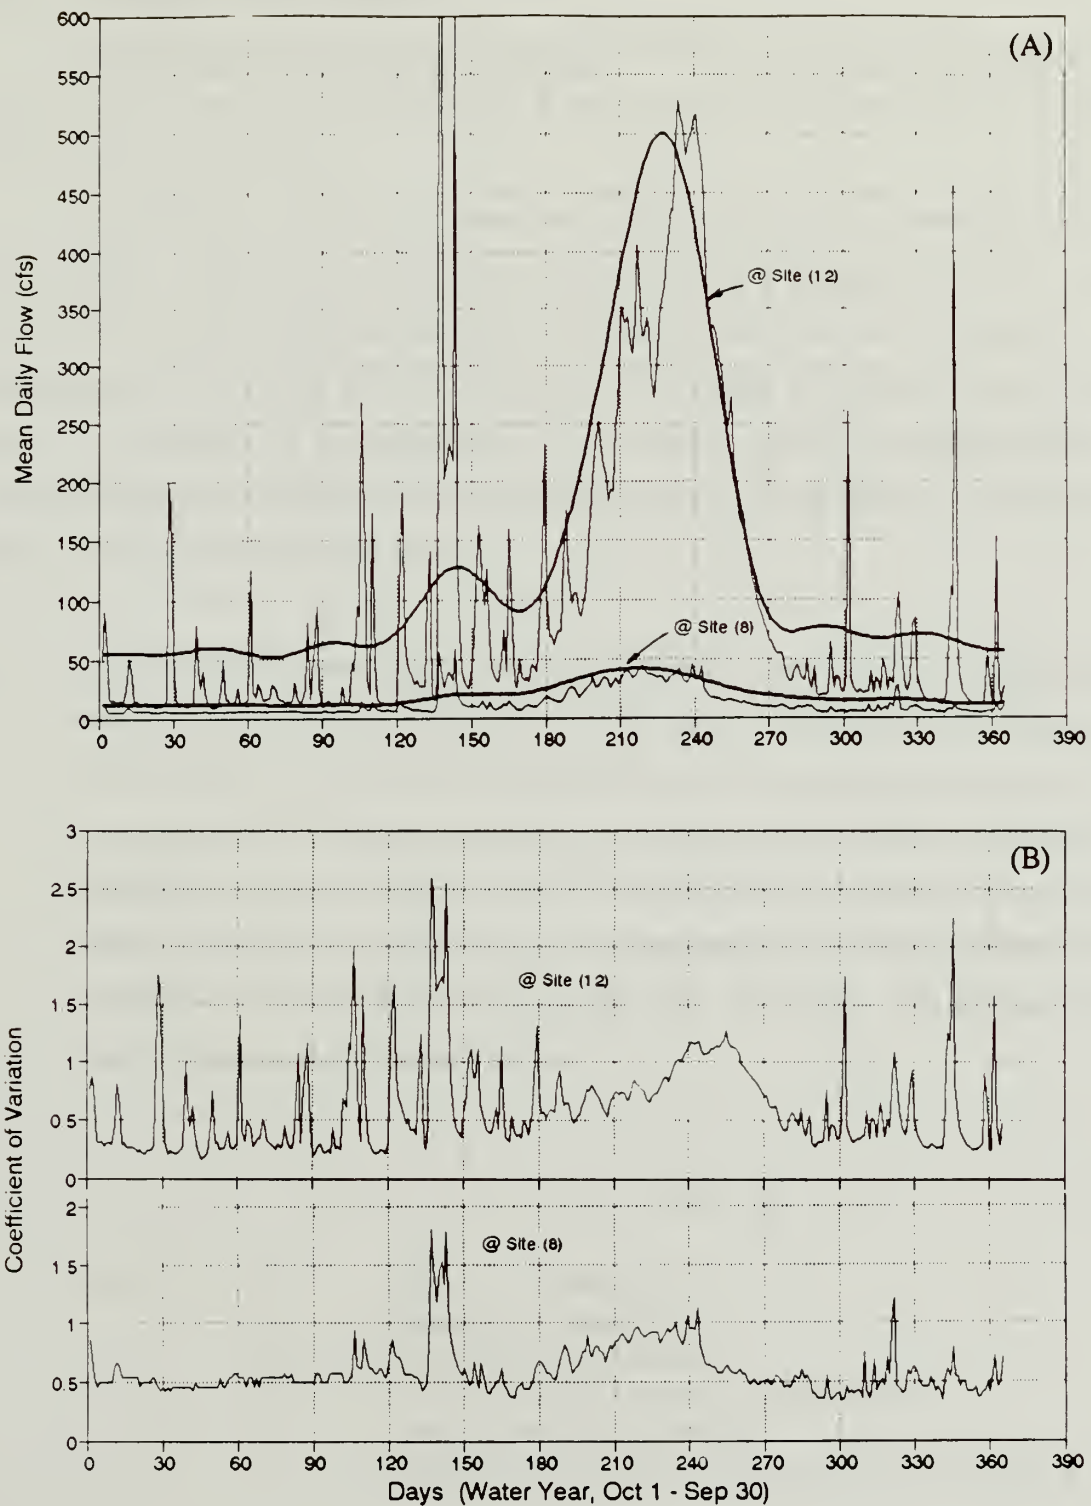 (A)
600
550
500
450
400
350
300
250
200
150
100
50
0
Mean Daily Flow (cfs)
@ Site (12)
@ Site (8)
0 30 60 90 120 150 180 210 240 270 300 330 360 390
(B)
3
2.5
2
1.5
1
0.5
0
@ Site (12)
Coefficient of Variation
2
1.5
1
0.5
0
@ Site (8)
0 30 60 90 120 150 180 210 240 270 300 330 360 390
Days (Water Year, Oct 1 - Sep 30)